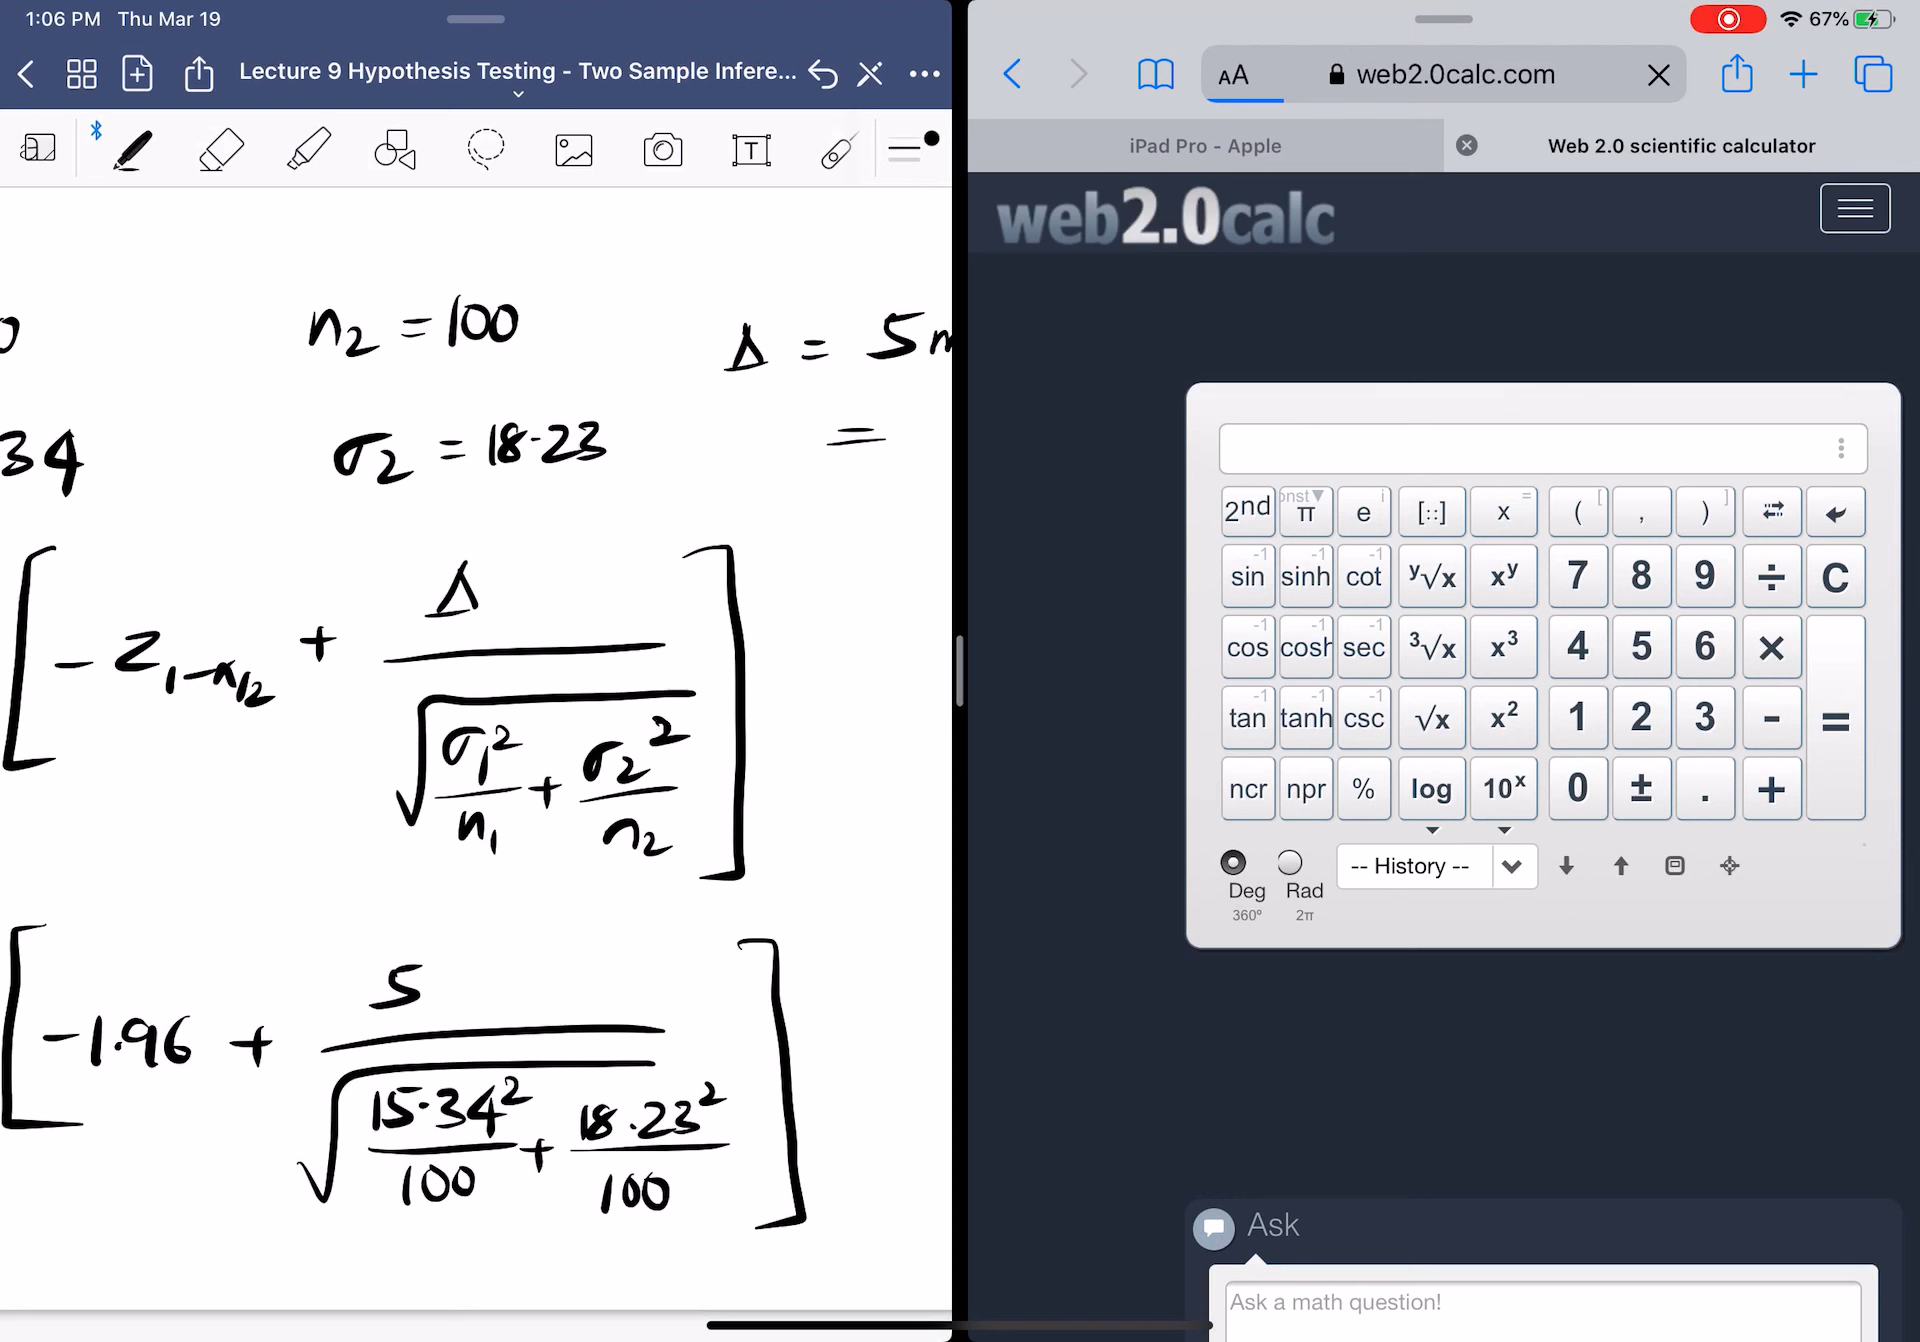 1:06 PM Thu Mar 19
67%
Lecture 9 Hypothesis Testing - Two Sample Infere...
AA web2.0calc.com
iPad Pro - Apple
Web 2.0 scientific calculator
web2.0calc
n₂ = 100
Δ = 5m
34
σ₂ = 18.23
=
[ - Z₁₋α/₂ + Δ / √(σ₁²/n₁ + σ₂²/n₂) ]
[ -1.96 + 5 / √(15.34²/100 + 18.23²/100) ]
2nd π e [::] x ( , )
sin sinh cot ʸ√x xʸ 7 8 9 ÷ C
cos cosh sec ³√x x³ 4 5 6 ×
tan tanh csc √x x² 1 2 3 - =
ncr npr % log 10ˣ 0 ± . +
Deg Rad -- History --
360° 2π
Ask
Ask a math question!